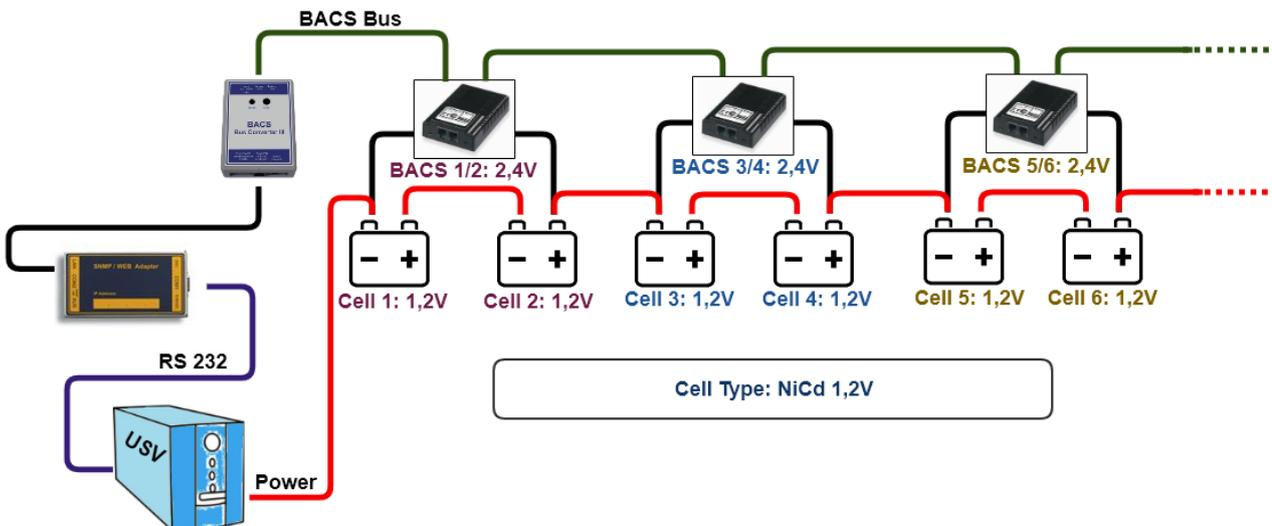 BACS Bus
BACS
Bus Converter III
BACS 1/2: 2,4V
BACS 3/4: 2,4V
BACS 5/6: 2,4V
SNMP / WEB Adapter
IP Address
Cell 1: 1,2V
Cell 2: 1,2V
Cell 3: 1,2V
Cell 4: 1,2V
Cell 5: 1,2V
Cell 6: 1,2V
RS 232
Cell Type: NiCd 1,2V
USV
Power